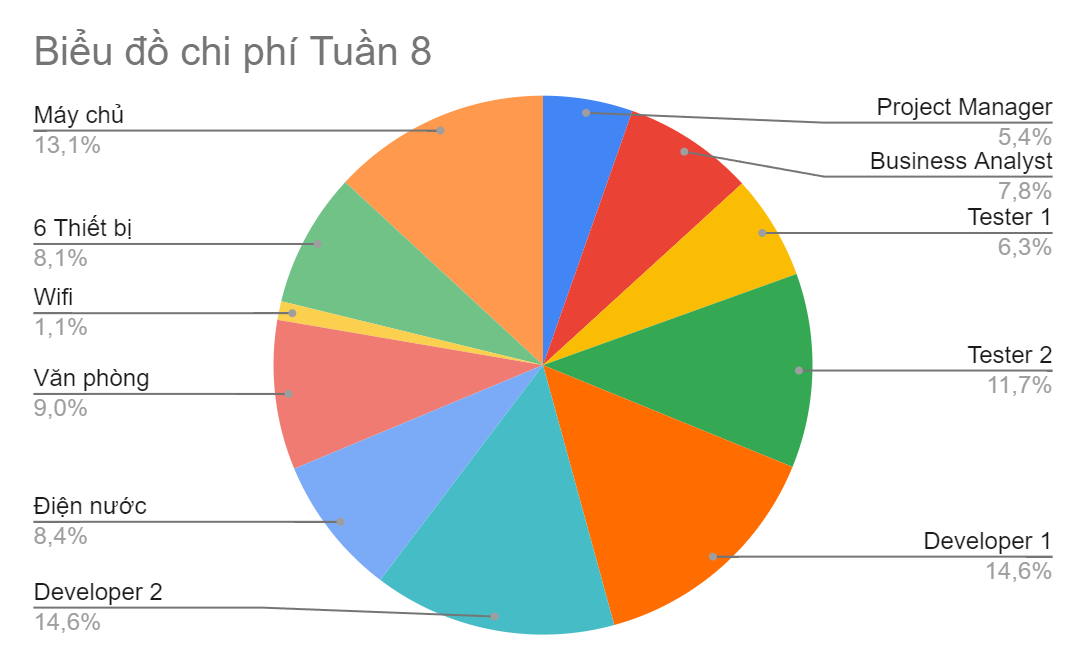 Biểu đồ chi phí Tuần 8
Project Manager
5,4%
Business Analyst
7,8%
Tester 1
6,3%
Tester 2
11,7%
Developer 1
14,6%
Developer 2
14,6%
Điện nước
8,4%
Văn phòng
9,0%
Wifi
1,1%
6 Thiết bị
8,1%
Máy chủ
13,1%